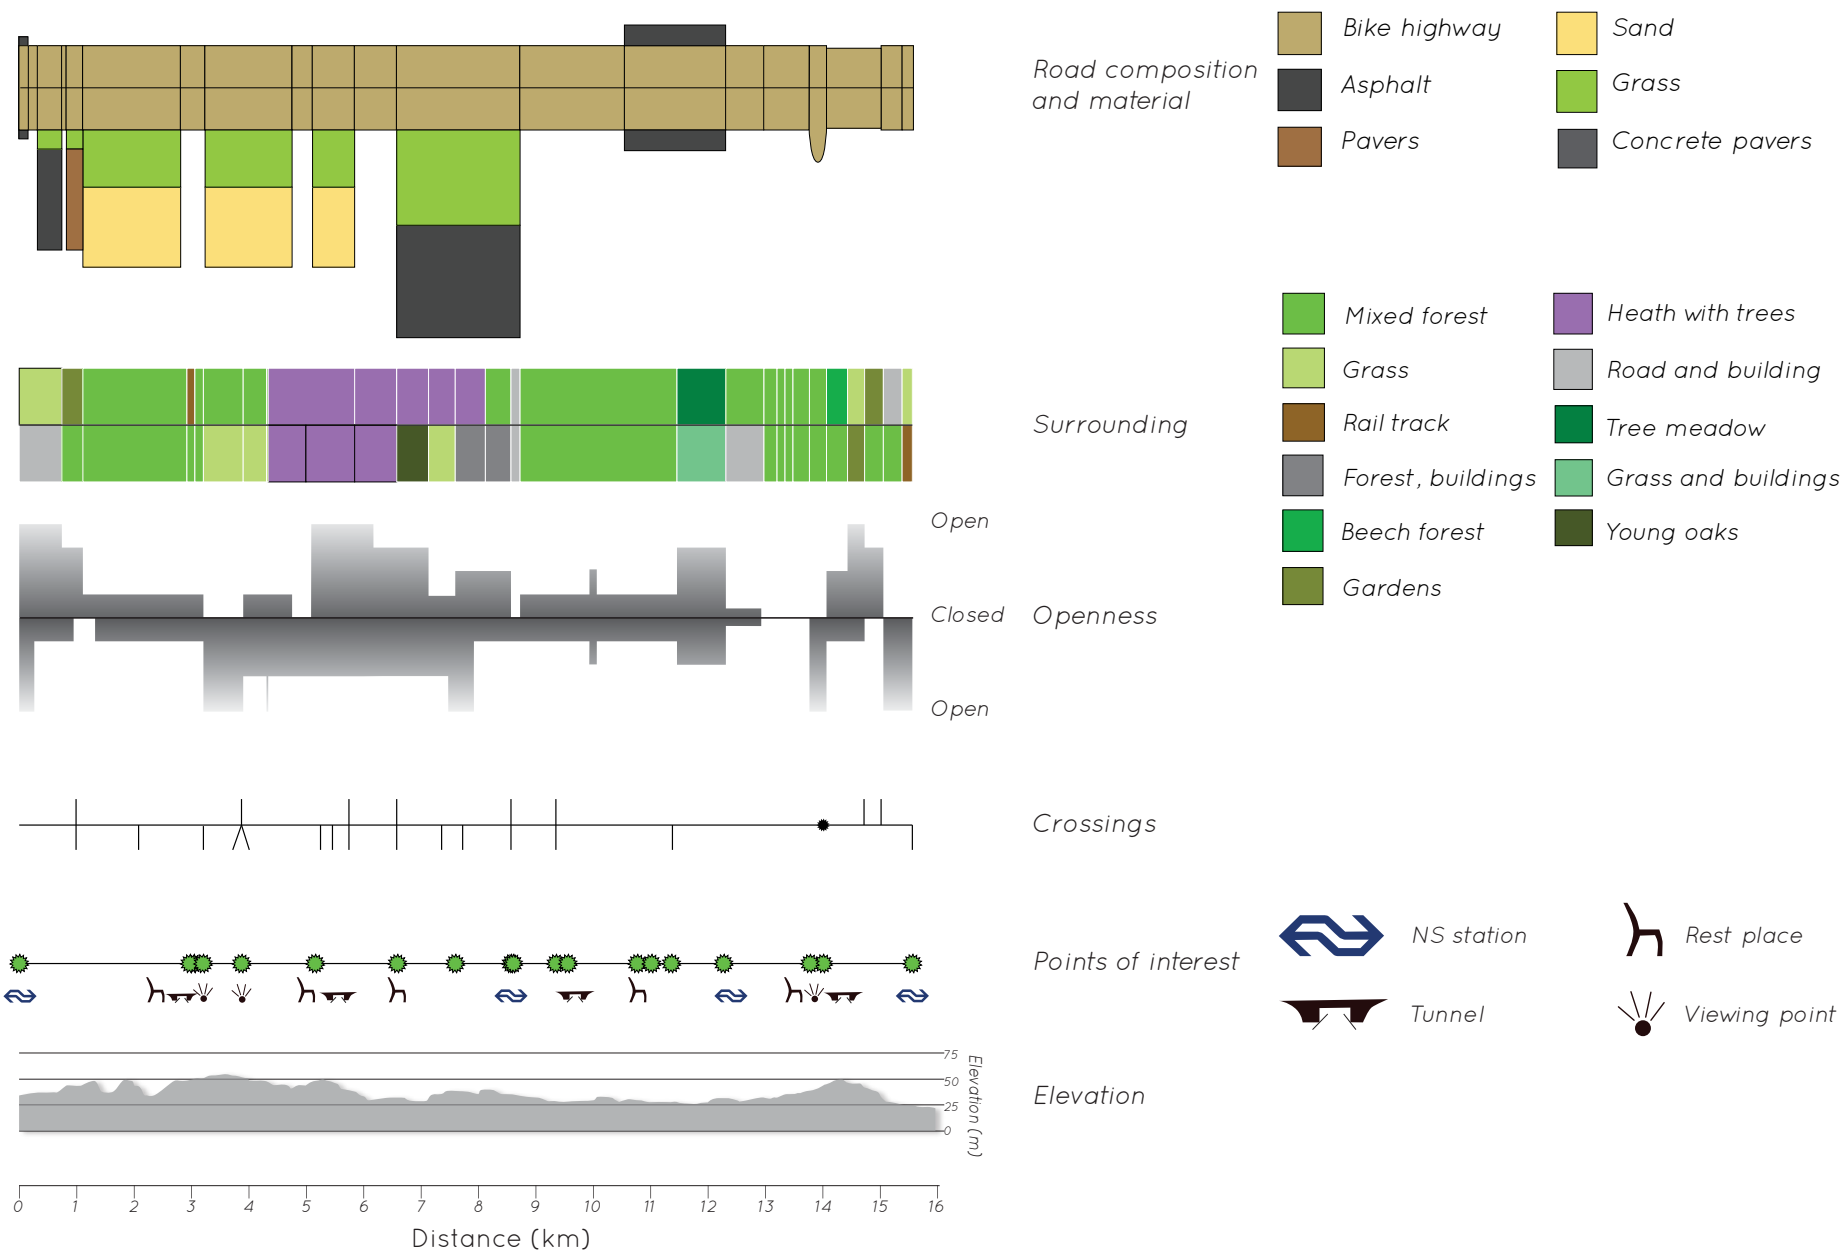 Road composition
and material
Bike highway
Sand
Asphalt
Grass
Pavers
Concrete pavers
Surrounding
Mixed forest
Heath with trees
Grass
Road and building
Rail track
Tree meadow
Forest, buildings
Grass and buildings
Beech forest
Young oaks
Gardens
Open
Closed
Openness
Open
Crossings
Points of interest
NS station
Rest place
Tunnel
Viewing point
75
50
25
0
Elevation (m)
Elevation
0 1 2 3 4 5 6 7 8 9 10 11 12 13 14 15 16
Distance (km)